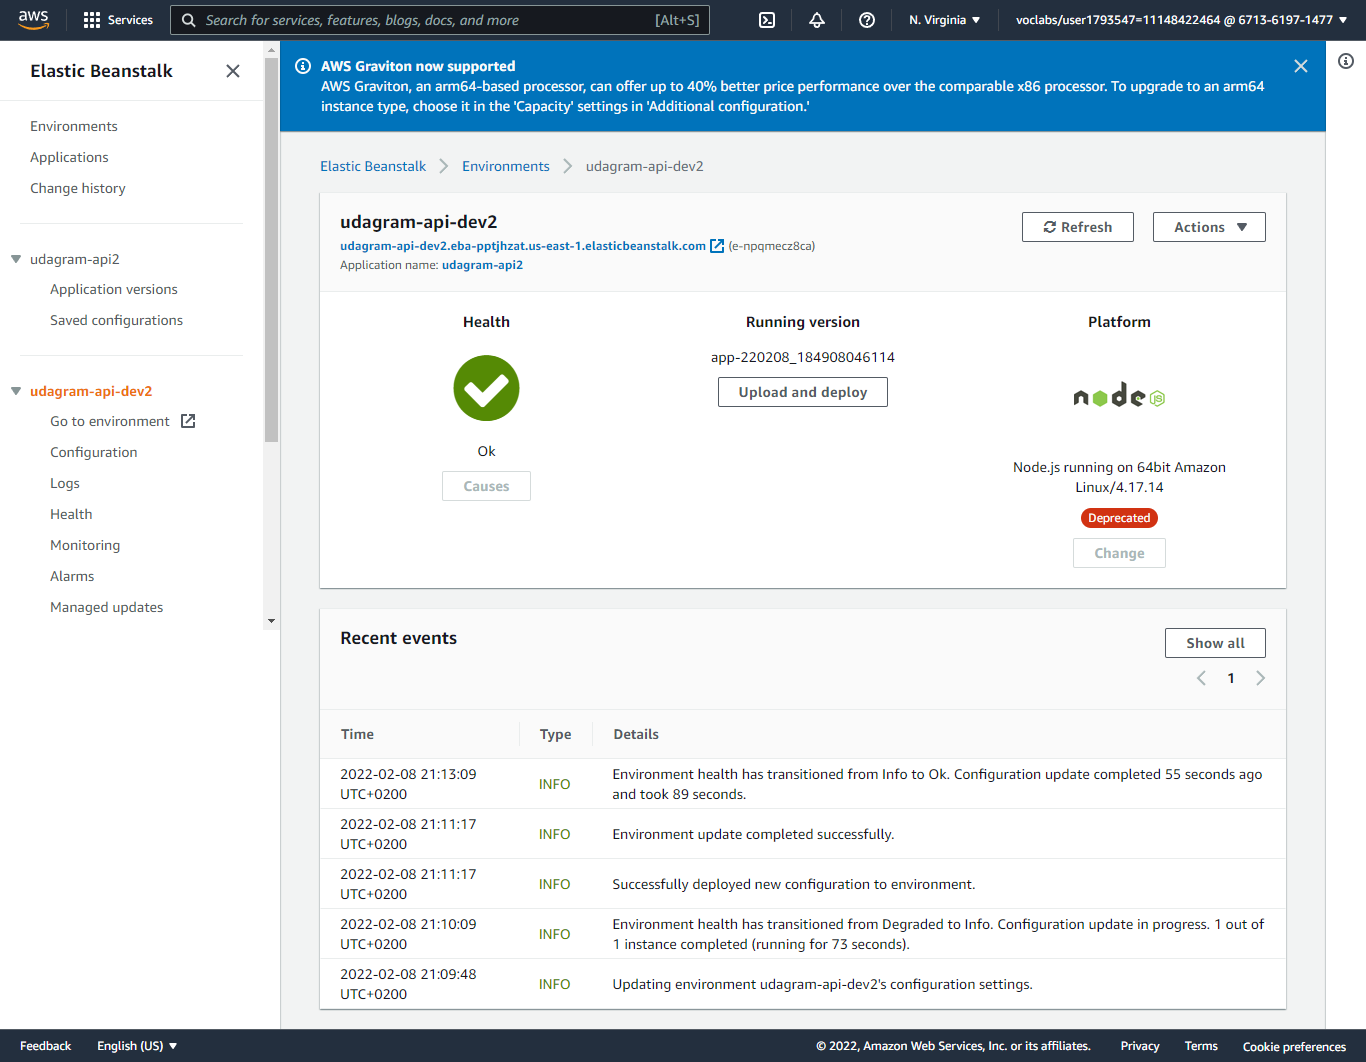 aws
Services
Search for services, features, blogs, docs, and more
[Alt+S]
N. Virginia
voclabs/user1793547=11148422464 @ 6713-6197-1477
Elastic Beanstalk
Environments
Applications
Change history
udagram-api2
Application versions
Saved configurations
udagram-api-dev2
Go to environment
Configuration
Logs
Health
Monitoring
Alarms
Managed updates
AWS Graviton now supported
AWS Graviton, an arm64-based processor, can offer up to 40% better price performance over the comparable x86 processor. To upgrade to an arm64
instance type, choose it in the 'Capacity' settings in 'Additional configuration.'
Elastic Beanstalk
Environments
udagram-api-dev2
udagram-api-dev2
udagram-api-dev2.eba-pptjhzat.us-east-1.elasticbeanstalk.com (e-npqmecz8ca)
Application name: udagram-api2
Refresh
Actions
Health
Ok
Causes
Running version
app-220208_184908046114
Upload and deploy
Platform
node
JS
Node.js running on 64bit Amazon
Linux/4.17.14
Deprecated
Change
Recent events
Show all
1
Time
Type
Details
2022-02-08 21:13:09
UTC+0200
INFO
Environment health has transitioned from Info to Ok. Configuration update completed 55 seconds ago
and took 89 seconds.
2022-02-08 21:11:17
UTC+0200
INFO
Environment update completed successfully.
2022-02-08 21:11:17
UTC+0200
INFO
Successfully deployed new configuration to environment.
2022-02-08 21:10:09
UTC+0200
INFO
Environment health has transitioned from Degraded to Info. Configuration update in progress. 1 out of
1 instance completed (running for 73 seconds).
2022-02-08 21:09:48
UTC+0200
INFO
Updating environment udagram-api-dev2's configuration settings.
Feedback
English (US)
© 2022, Amazon Web Services, Inc. or its affiliates.
Privacy
Terms
Cookie preferences